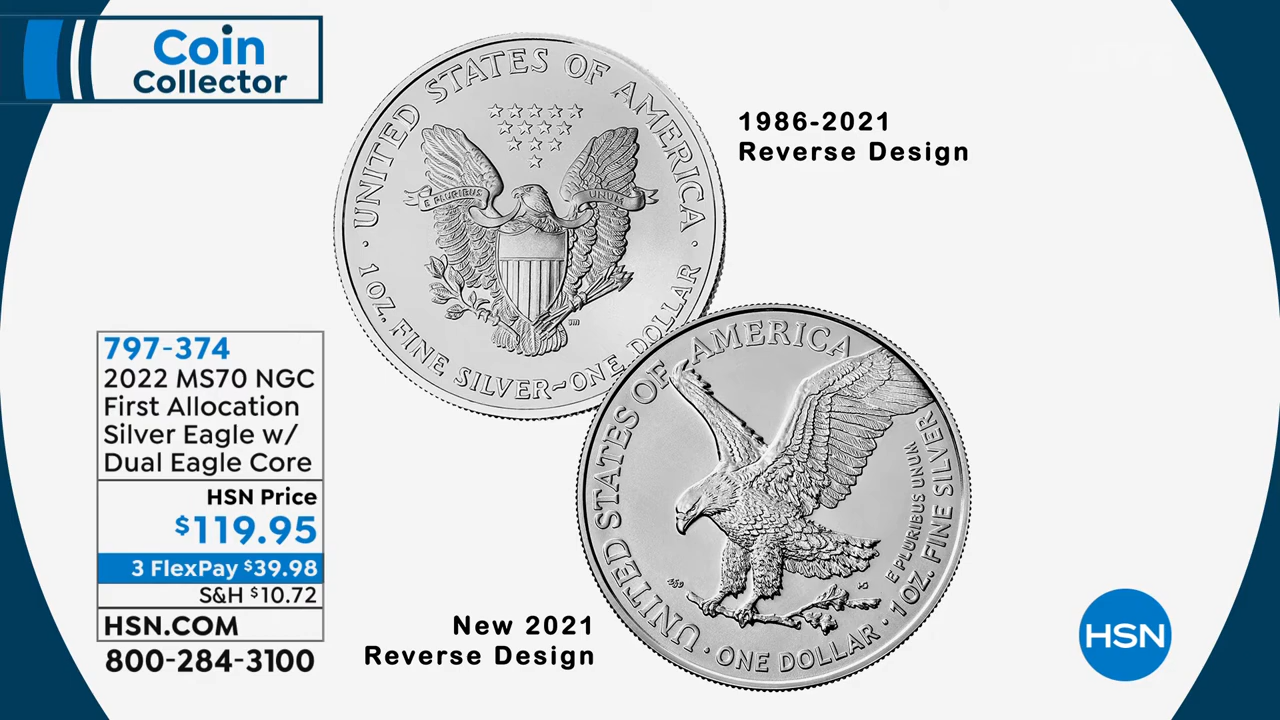 Coin
Collector
UNITED STATES OF AMERICA
E PLURIBUS
UNUM
1 OZ. FINE SILVER~ONE DOLLAR
1986-2021
Reverse Design
797-374
2022 MS70 NGC
First Allocation
Silver Eagle w/
Dual Eagle Core
HSN Price
$119.95
3 FlexPay $39.98
S&H $10.72
HSN.COM
800-284-3100
UNITED STATES OF AMERICA
E PLURIBUS UNUM
· ONE DOLLAR · 1 OZ. FINE SILVER
New 2021
Reverse Design
HSN